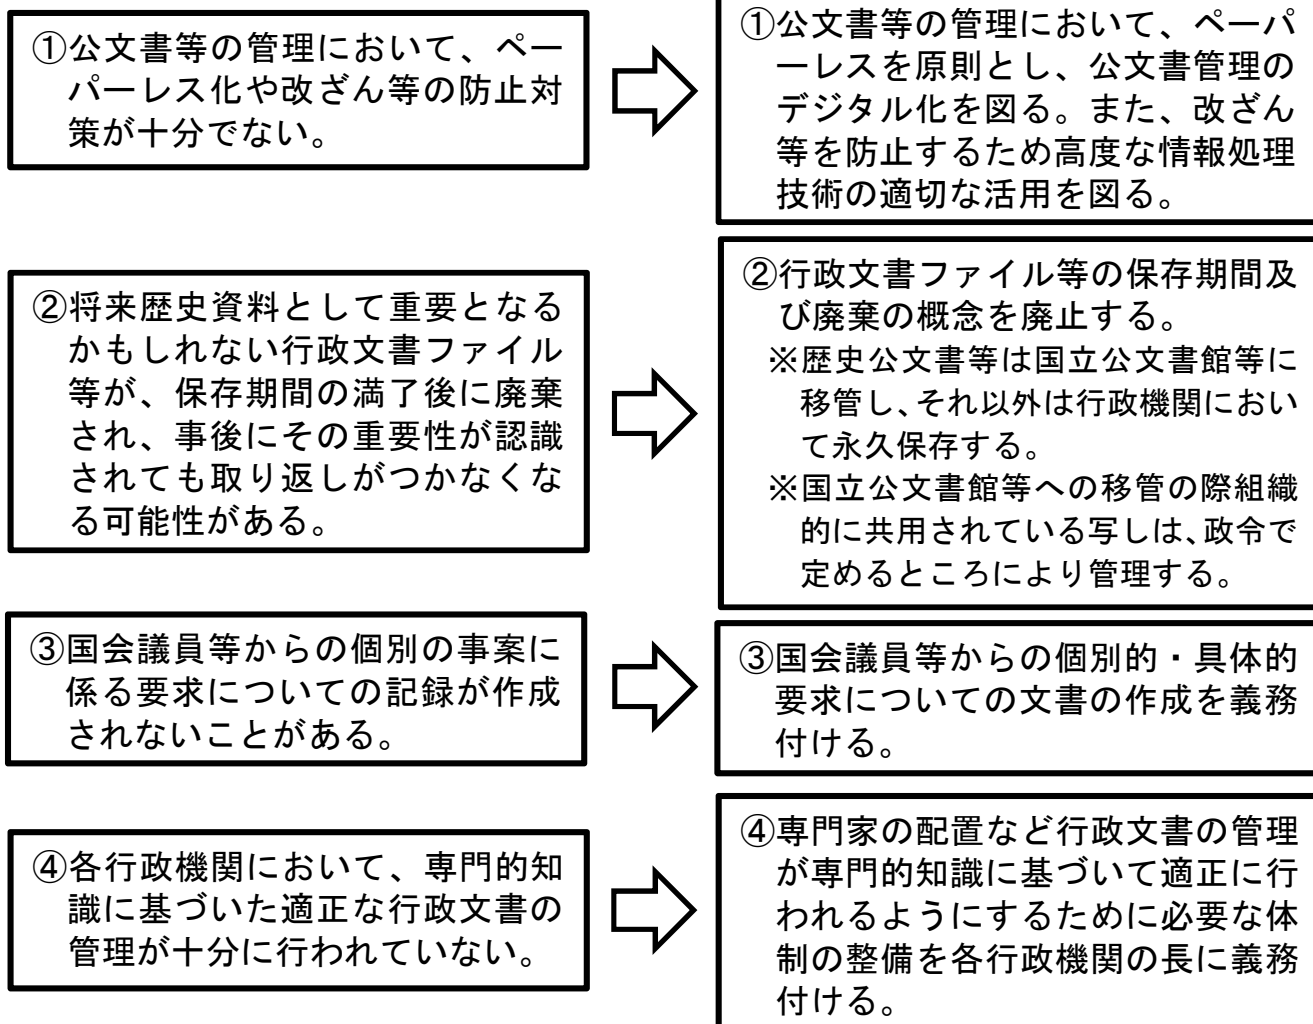 ①公文書等の管理において、ペー
パーレス化や改ざん等の防止対
策が十分でない。
①公文書等の管理において、ペーパ
ーレスを原則とし、公文書管理の
デジタル化を図る。また、改ざん
等を防止するため高度な情報処理
技術の適切な活用を図る。
②将来歴史資料として重要となる
かもしれない行政文書ファイル
等が、保存期間の満了後に廃棄
され、事後にその重要性が認識
されても取り返しがつかなくな
る可能性がある。
②行政文書ファイル等の保存期間及
び廃棄の概念を廃止する。
※歴史公文書等は国立公文書館等に
移管し、それ以外は行政機関におい
て永久保存する。
※国立公文書館等への移管の際組織
的に共用されている写しは、政令で
定めるところにより管理する。
③国会議員等からの個別の事案に
係る要求についての記録が作成
されないことがある。
③国会議員等からの個別的・具体的
要求についての文書の作成を義務
付ける。
④各行政機関において、専門的知
識に基づいた適正な行政文書の
管理が十分に行われていない。
④専門家の配置など行政文書の管理
が専門的知識に基づいて適正に行
われるようにするために必要な体
制の整備を各行政機関の長に義務
付ける。